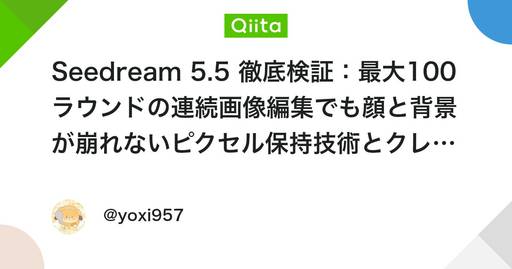 Qiita
Seedream 5.5 徹底検証：最大100
ラウンドの連続画像編集でも顔と背景
が崩れないピクセル保持技術とクレ…
@yoxi957